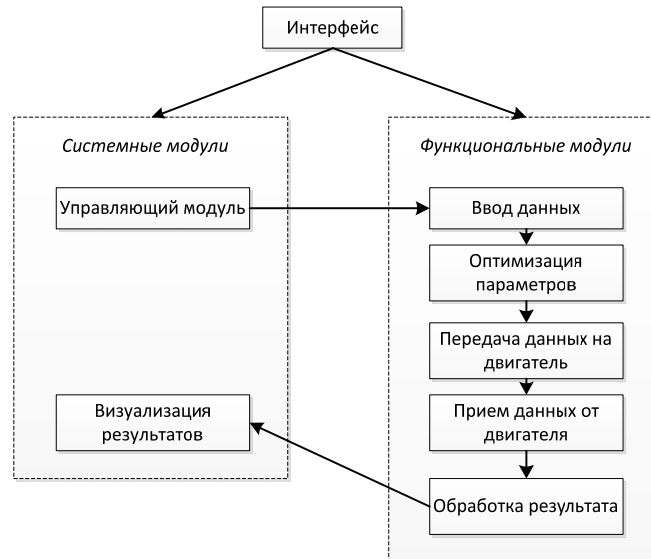 Интерфейс
Системные модули
Управляющий модуль
Визуализация
результатов
Функциональные модули
Ввод данных
Оптимизация
параметров
Передача данных на
двигатель
Прием данных от
двигателя
Обработка результата